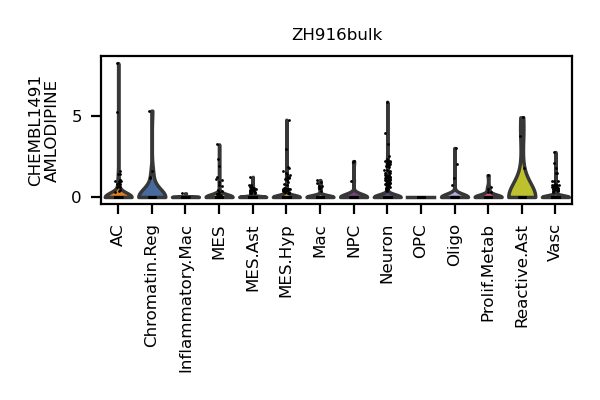 ZH916bulk
CHEMBL1491
AMLODIPINE
5
0
AC
Chromatin.Reg
Inflammatory.Mac
MES
MES.Ast
MES.Hyp
Mac
NPC
Neuron
OPC
Oligo
Prolif.Metab
Reactive.Ast
Vasc